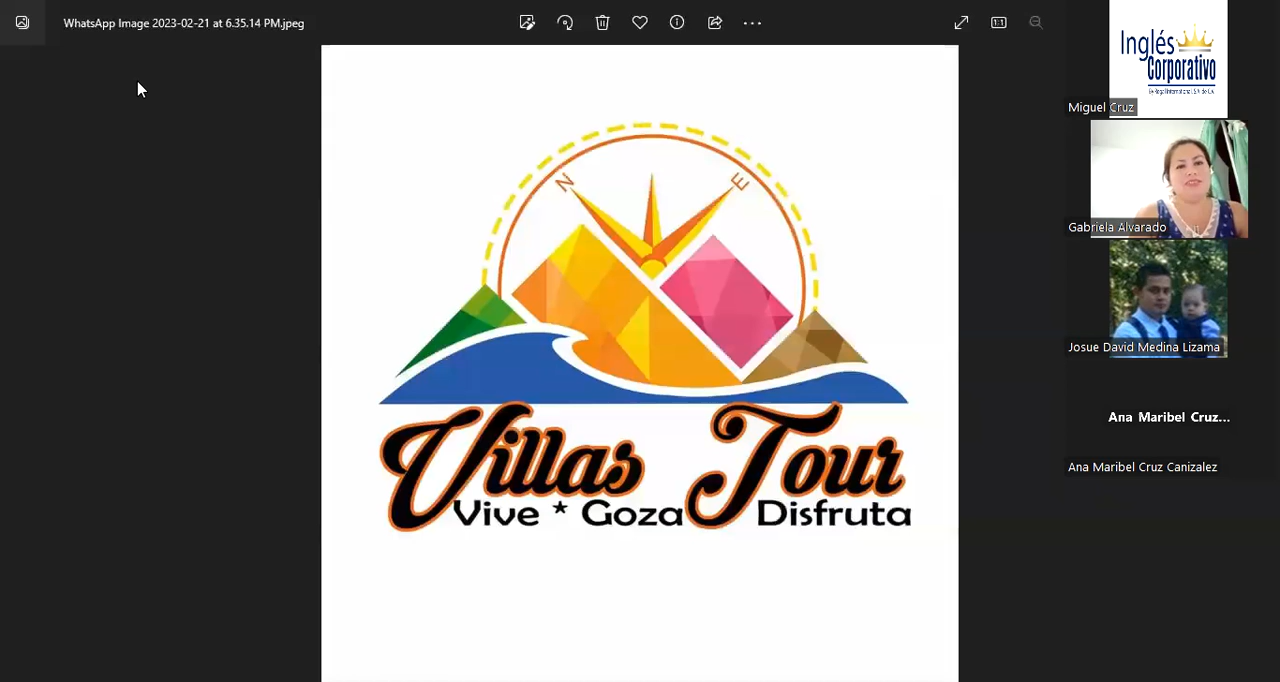 WhatsApp Image 2023-02-21 at 6.35.14 PM.jpeg
N
E
Villas Tour
Vive * Goza Disfruta
Inglés
Corporativo
Miguel Cruz
Gabriela Alvarado
Josue David Medina Lizama
Ana Maribel Cruz...
Ana Maribel Cruz Canizalez